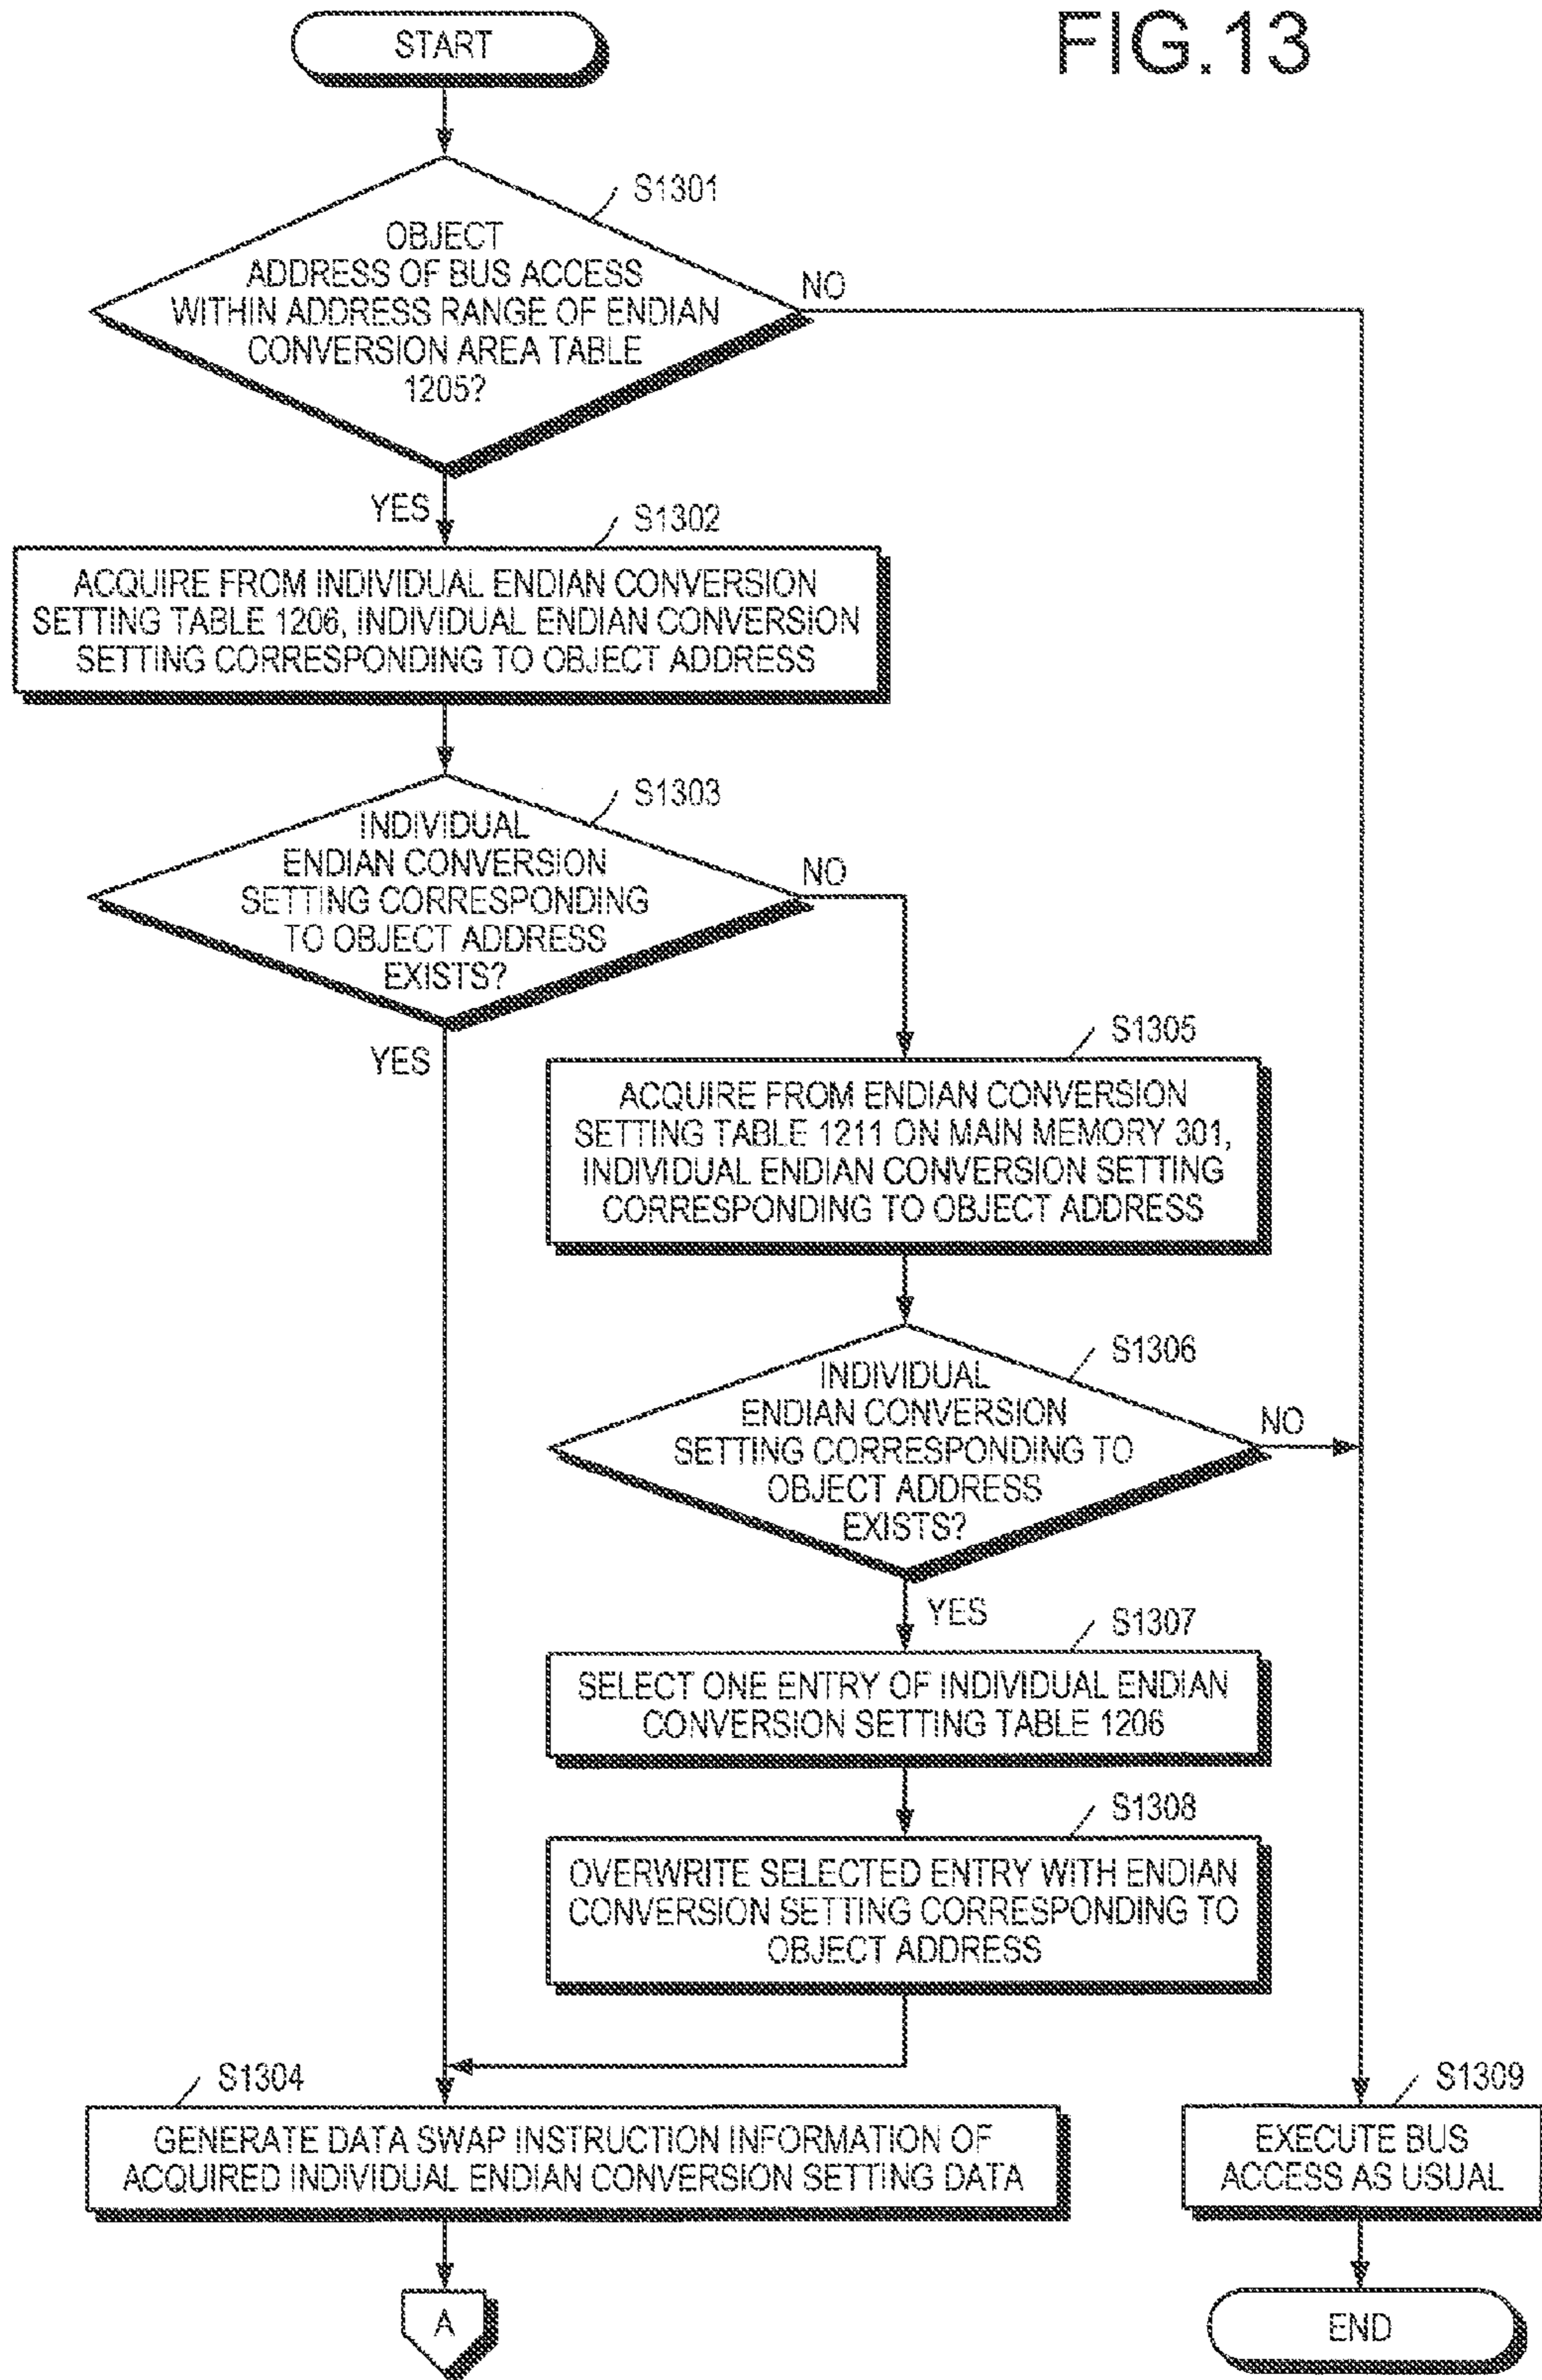 FIG.13
START
S1301
OBJECT
ADDRESS OF BUS ACCESS
WITHIN ADDRESS RANGE OF ENDIAN
CONVERSION AREA TABLE
1205?
NO
YES
S1302
ACQUIRE FROM INDIVIDUAL ENDIAN CONVERSION
SETTING TABLE 1206, INDIVIDUAL ENDIAN CONVERSION
SETTING CORRESPONDING TO OBJECT ADDRESS
S1303
INDIVIDUAL
ENDIAN CONVERSION
SETTING CORRESPONDING
TO OBJECT ADDRESS
EXISTS?
NO
YES
S1305
ACQUIRE FROM ENDIAN CONVERSION
SETTING TABLE 1211 ON MAIN MEMORY 301,
INDIVIDUAL ENDIAN CONVERSION SETTING
CORRESPONDING TO OBJECT ADDRESS
S1306
INDIVIDUAL
ENDIAN CONVERSION
SETTING CORRESPONDING TO
OBJECT ADDRESS
EXISTS?
NO
YES
S1307
SELECT ONE ENTRY OF INDIVIDUAL ENDIAN
CONVERSION SETTING TABLE 1206
S1308
OVERWRITE SELECTED ENTRY WITH ENDIAN
CONVERSION SETTING CORRESPONDING TO
OBJECT ADDRESS
S1304
GENERATE DATA SWAP INSTRUCTION INFORMATION OF
ACQUIRED INDIVIDUAL ENDIAN CONVERSION SETTING DATA
S1309
EXECUTE BUS
ACCESS AS USUAL
A
END